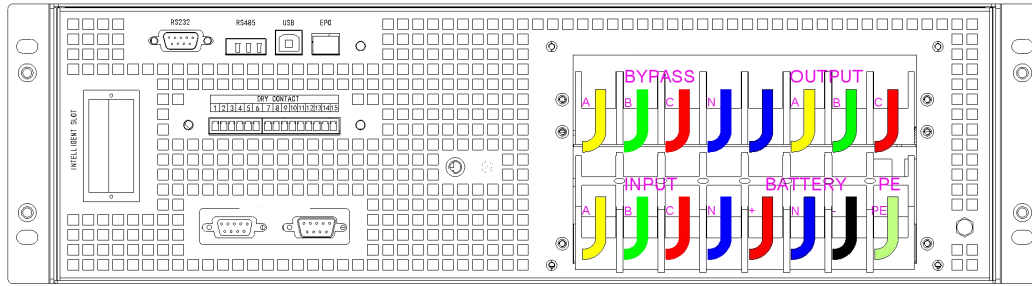 RS232
RS485
USB
EPO
BYPASS
OUTPUT
A
B
C
N
A
B
C
DRY CONTACT
1 2 3 4 5 6 7 8 9 10 11 12 13 14 15
INTELLIGENT SLOT
INPUT
BATTERY
PE
A
B
C
N
+
N
-
PE